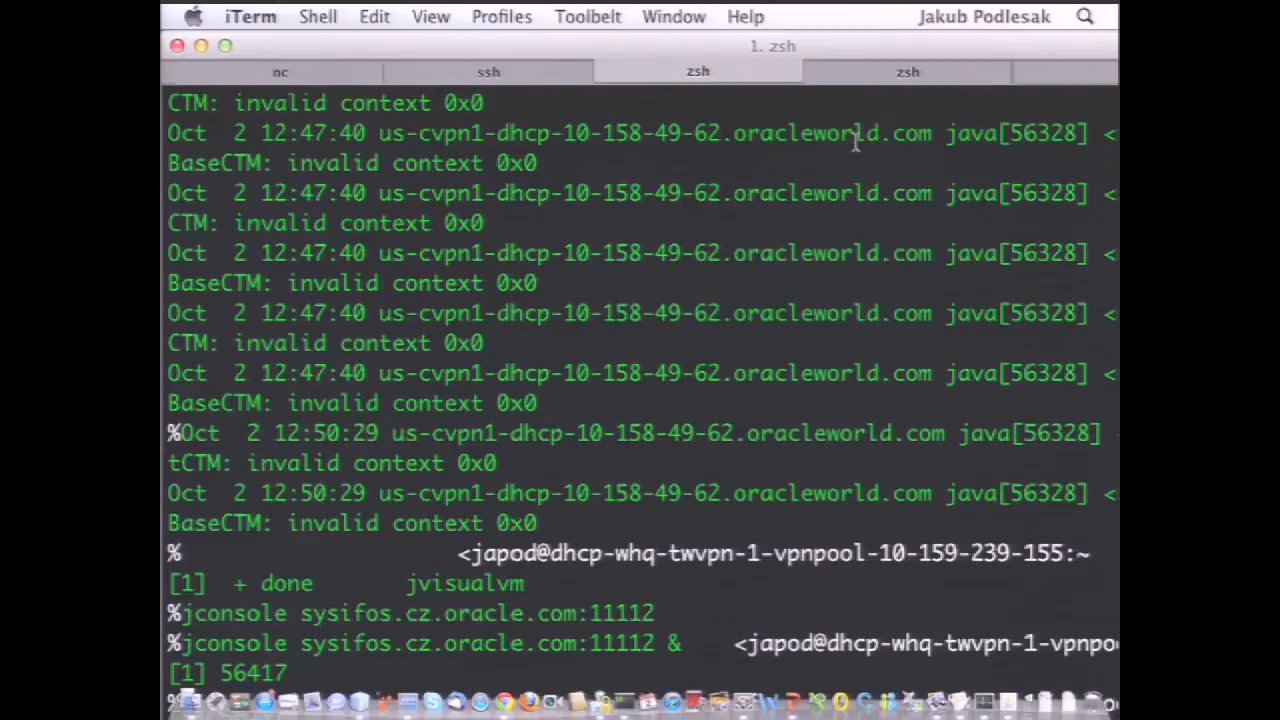 iTerm Shell Edit View Profiles Toolbelt Window Help Jakub Podlesak
1. zsh
nc ssh zsh zsh
CTM: invalid context 0x0
Oct 2 12:47:40 us-cvpn1-dhcp-10-158-49-62.oracleworld.com java[56328] <
BaseCTM: invalid context 0x0
Oct 2 12:47:40 us-cvpn1-dhcp-10-158-49-62.oracleworld.com java[56328] <
CTM: invalid context 0x0
Oct 2 12:47:40 us-cvpn1-dhcp-10-158-49-62.oracleworld.com java[56328] <
BaseCTM: invalid context 0x0
Oct 2 12:47:40 us-cvpn1-dhcp-10-158-49-62.oracleworld.com java[56328] <
CTM: invalid context 0x0
Oct 2 12:47:40 us-cvpn1-dhcp-10-158-49-62.oracleworld.com java[56328] <
BaseCTM: invalid context 0x0
%Oct 2 12:50:29 us-cvpn1-dhcp-10-158-49-62.oracleworld.com java[56328]
tCTM: invalid context 0x0
Oct 2 12:50:29 us-cvpn1-dhcp-10-158-49-62.oracleworld.com java[56328] <
BaseCTM: invalid context 0x0
% <japod@dhcp-whq-twvpn-1-vpnpool-10-159-239-155:~
[1] + done jvisualvm
%jconsole sysifos.cz.oracle.com:11112
%jconsole sysifos.cz.oracle.com:11112 & <japod@dhcp-whq-twvpn-1-vpnpo
[1] 56417